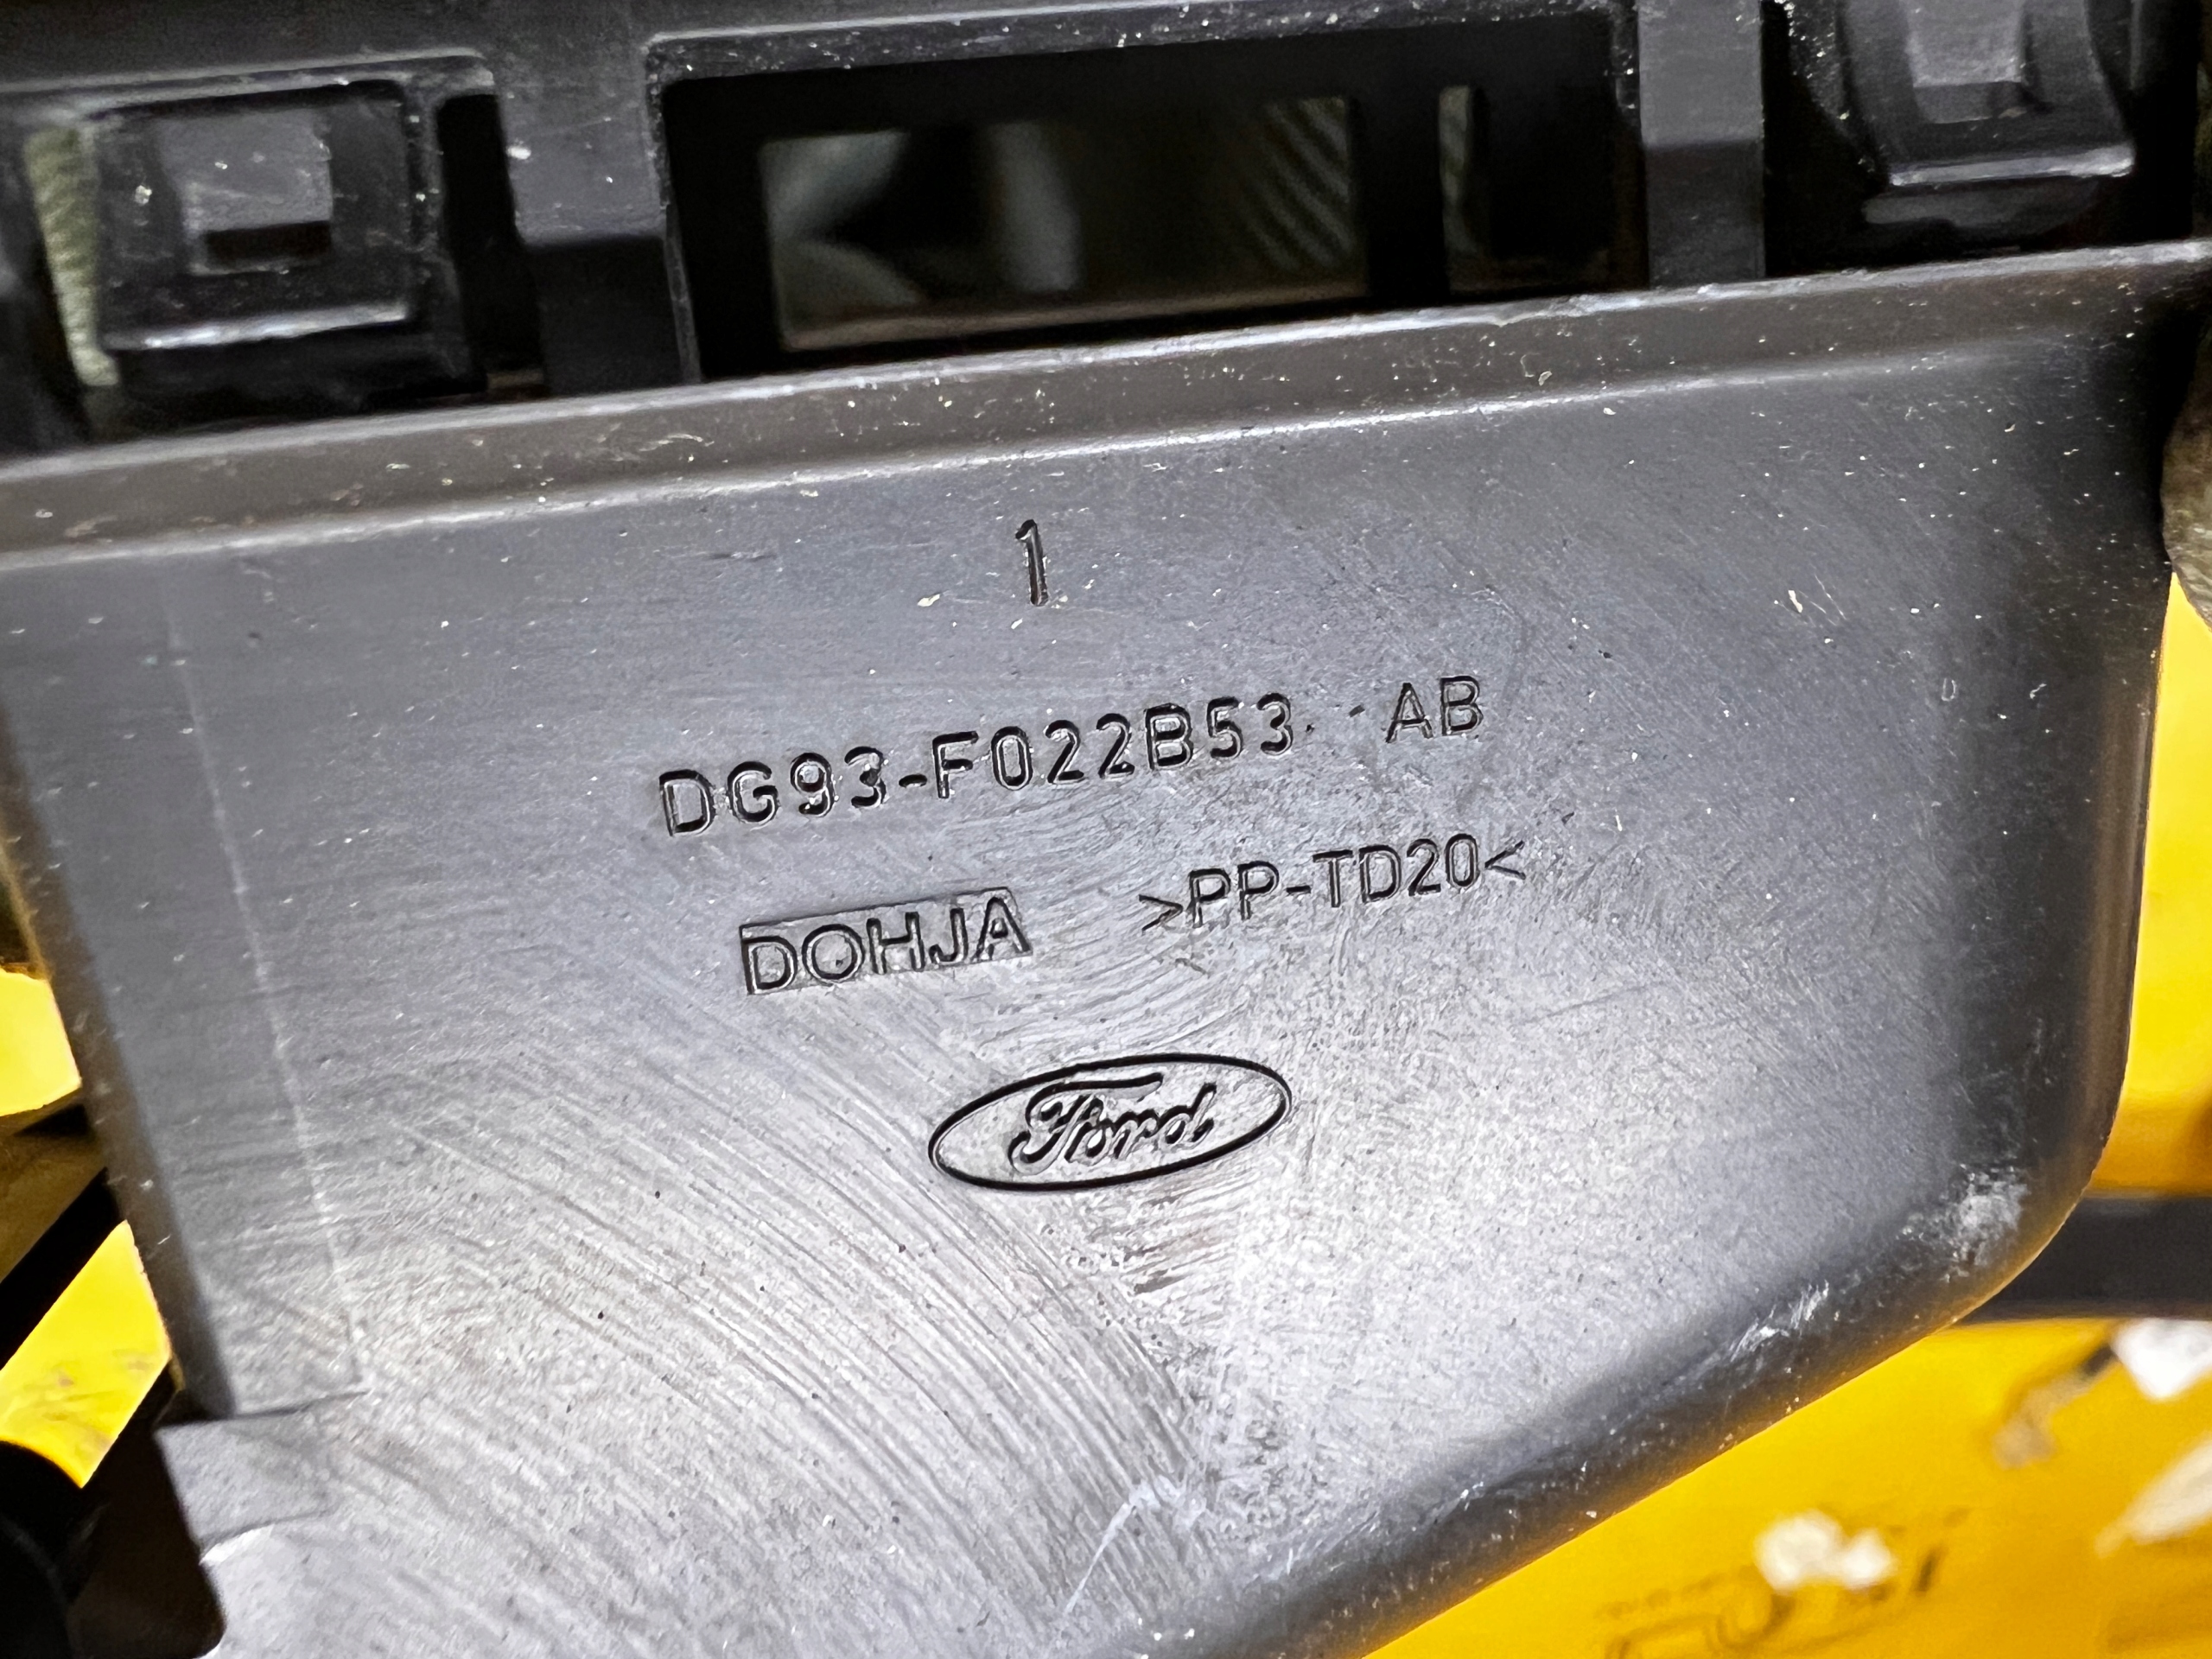 1
DG93-F022B53 - AB
DOHJA >PP-TD20<
Ford